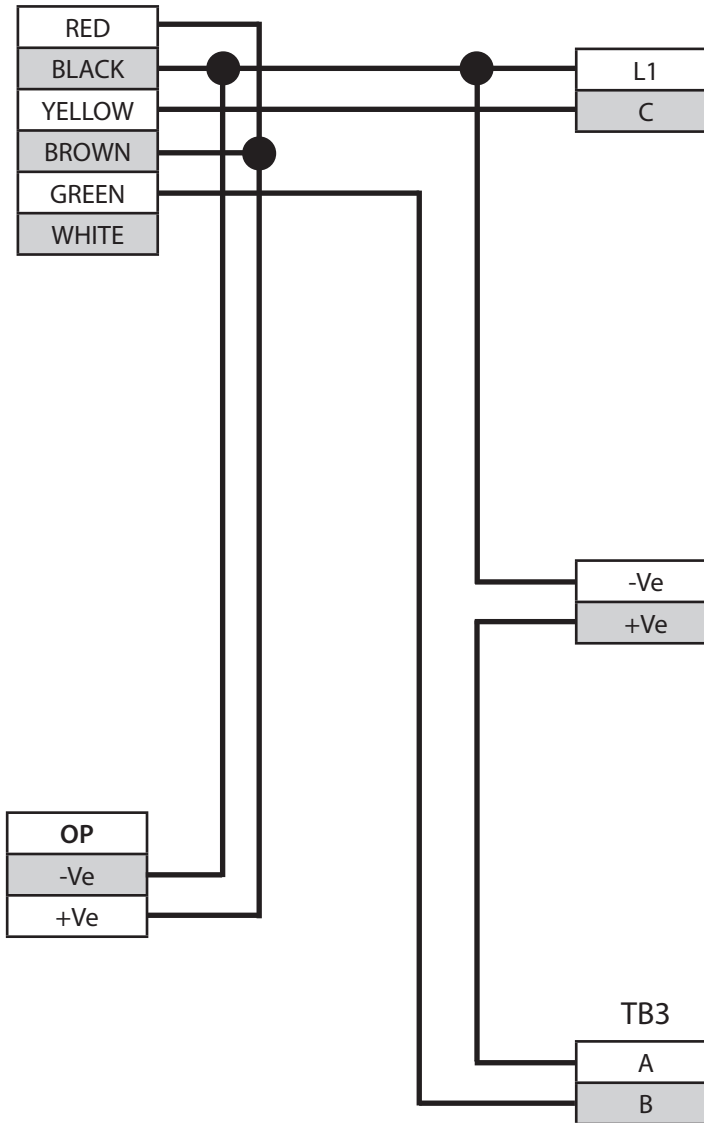 RED
BLACK
YELLOW
BROWN
GREEN
WHITE
L1
C
-Ve
+Ve
OP
-Ve
+Ve
TB3
A
B